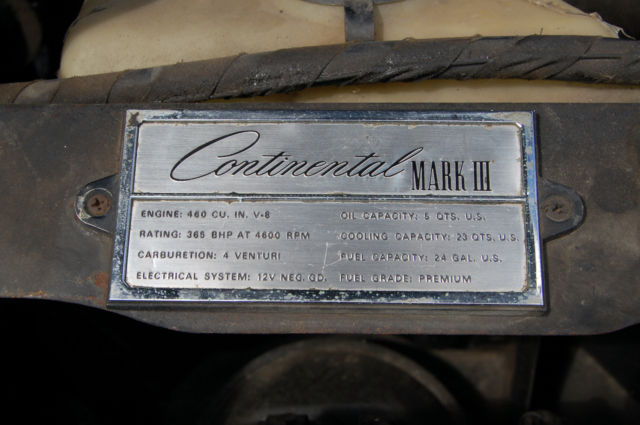 Continental MARK III
ENGINE: 460 CU. IN. V-8 OIL CAPACITY: 5 QTS. U.S.
RATING: 365 BHP AT 4600 RPM COOLING CAPACITY: 23 QTS. U.S.
CARBURETION: 4 VENTURI FUEL CAPACITY: 24 GAL. U.S.
ELECTRICAL SYSTEM: 12V NEG. GD. FUEL GRADE: PREMIUM